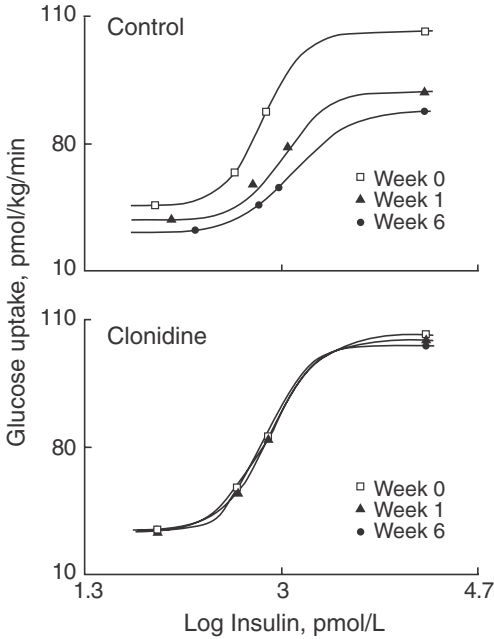 110
Control
80
Week 0
Week 1
Week 6
10
Glucose uptake, pmol/kg/min
110
Clonidine
80
Week 0
Week 1
Week 6
10
1.3
3
4.7
Log Insulin, pmol/L